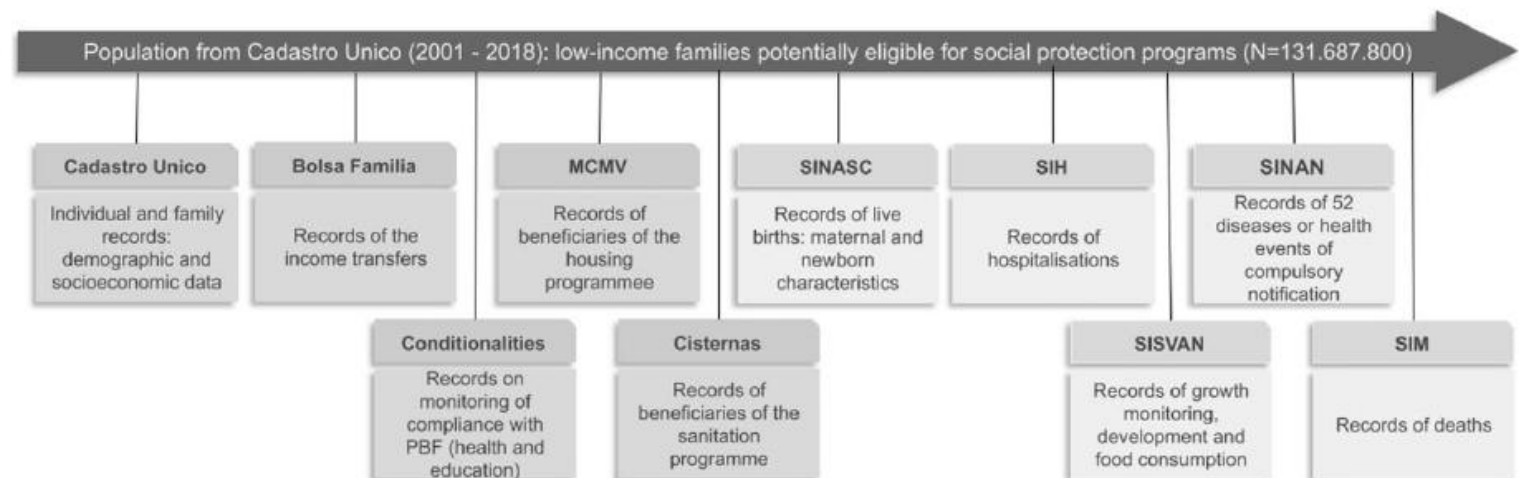 Population from Cadastro Unico (2001 - 2018): low-income families potentially eligible for social protection programs (N=131.687.800)
Cadastro Unico
Individual and family
records:
demographic and
socioeconomic data
Bolsa Familia
Records of the
income transfers
MCMV
Records of
beneficiaries of the
housing
programmee
SINASC
Records of live
births: maternal and
newborn
characteristics
SIH
Records of
hospitalisations
SINAN
Records of 52
diseases or health
events of
compulsory
notification
Conditionalities
Records on
monitoring of
compliance with
PBF (health and
education)
Cisternas
Records of
beneficiaries of the
sanitation
programme
SISVAN
Records of growth
monitoring,
development and
food consumption
SIM
Records of deaths